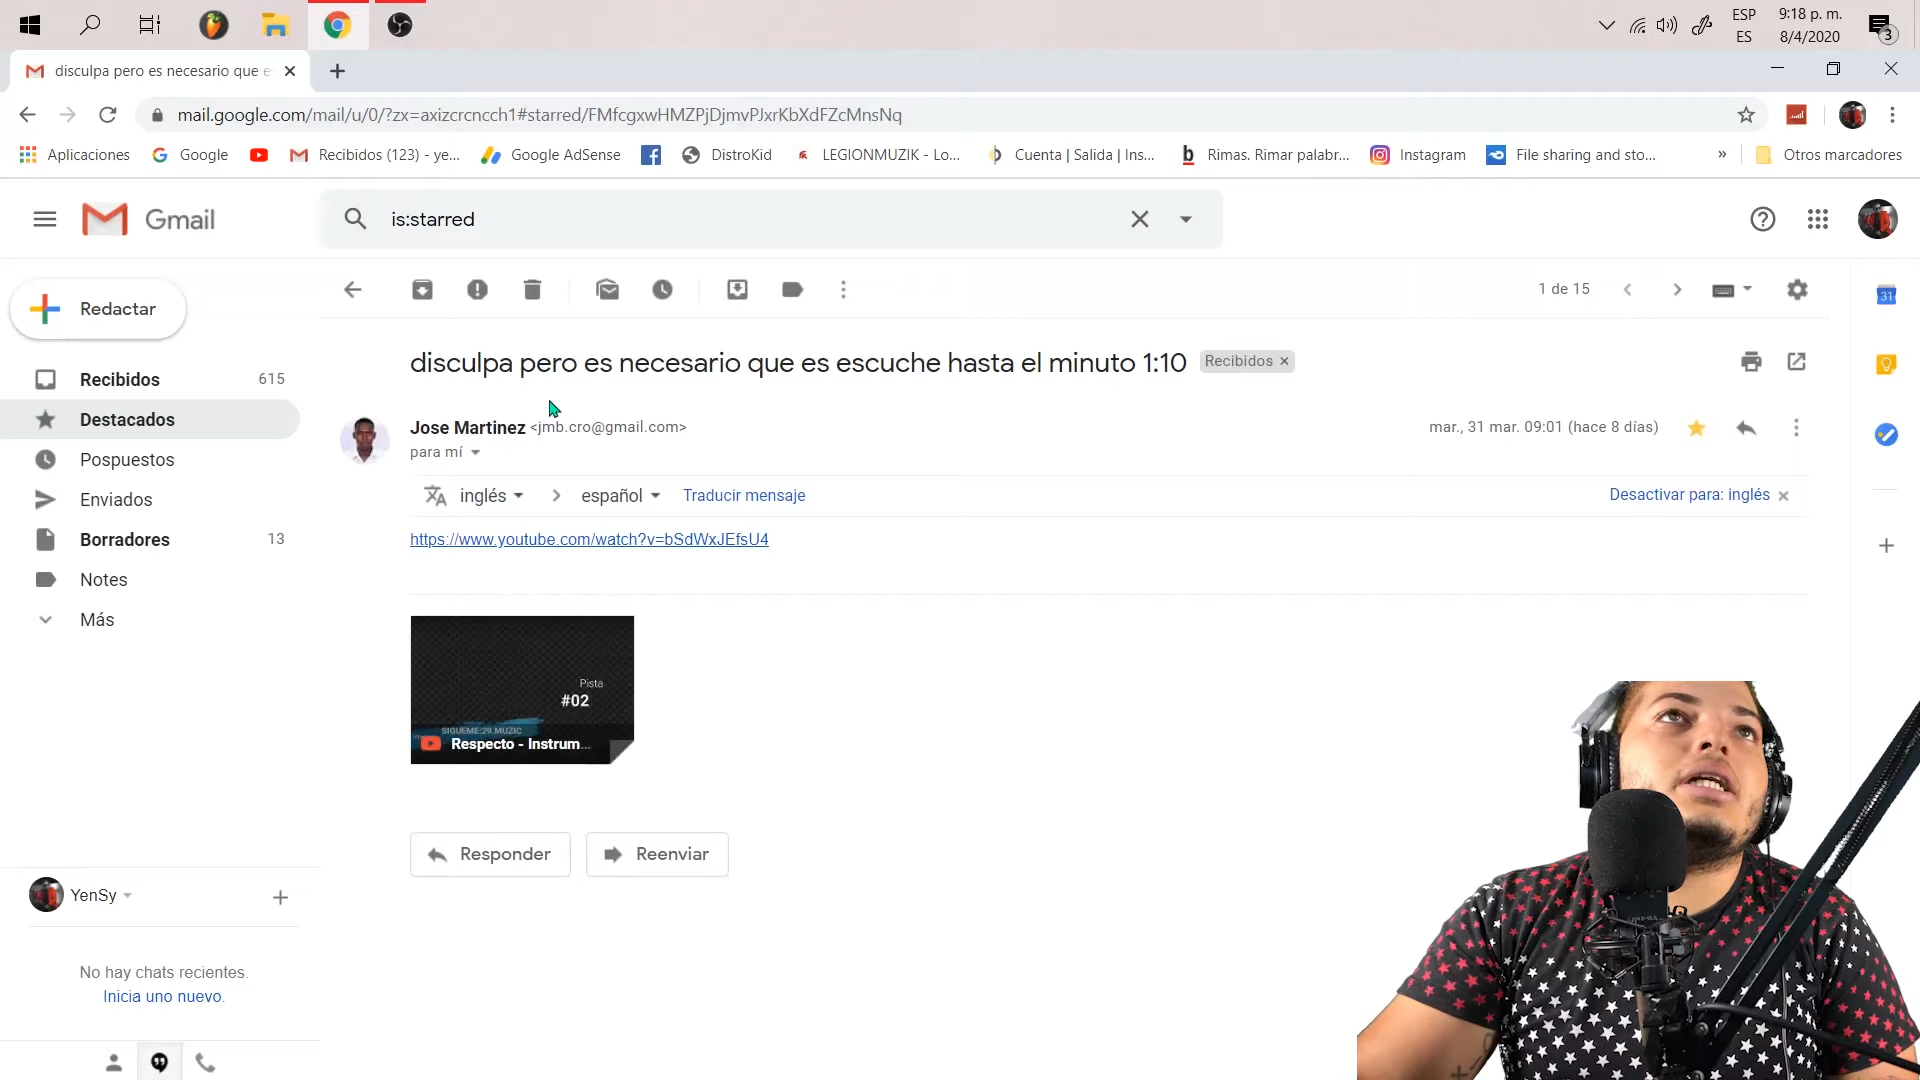 ESP
ES
9:18 p. m.
8/4/2020
3
disculpa pero es necesario que e
mail.google.com/mail/u/0/?zx=axizcrcncch1#starred/FMfcgxwHMZPjDjmvPJxrKbXdFZcMnsNq
Aplicaciones
Google
Recibidos (123) - ye...
Google AdSense
DistroKid
LEGIONMUZIK - Lo...
Cuenta | Salida | Ins...
Rimas. Rimar palabr...
Instagram
File sharing and sto...
»
Otros marcadores
Gmail
is:starred
Redactar
1 de 15
31
Recibidos 615
Destacados
Pospuestos
Enviados
Borradores 13
Notes
Más
disculpa pero es necesario que es escuche hasta el minuto 1:10
Recibidos ×
Jose Martinez <jmb.cro@gmail.com>
mar., 31 mar. 09:01 (hace 8 días)
para mí
inglés > español Traducir mensaje
Desactivar para: inglés ×
https://www.youtube.com/watch?v=bSdWxJEfsU4
Pista
#02
SIGUEME:29.MUZIC
Respecto - Instrum...
Responder
Reenviar
YenSy
No hay chats recientes.
Inicia uno nuevo.